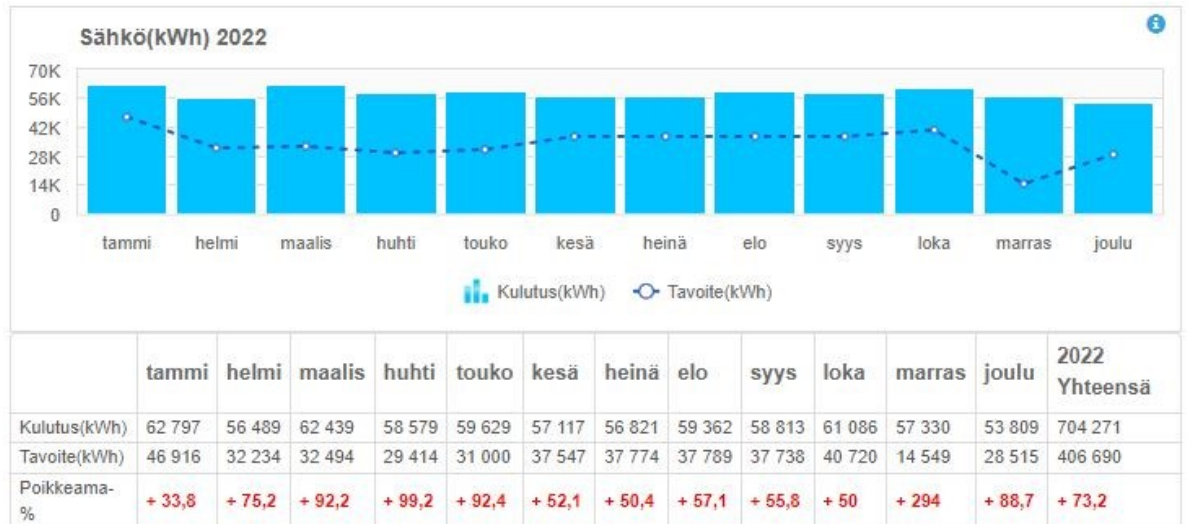 Sähkö(kWh) 2022
70K
56K
42K
28K
14K
0
tammi helmi maalis huhti touko kesä heinä elo syys loka marras joulu
Kulutus(kWh) Tavoite(kWh)
tammi helmi maalis huhti touko kesä heinä elo syys loka marras joulu 2022 Yhteensä
Kulutus(kWh) 62 797 56 489 62 439 58 579 59 629 57 117 56 821 59 362 58 813 61 086 57 330 53 809 704 271
Tavoite(kWh) 46 916 32 234 32 494 29 414 31 000 37 547 37 774 37 789 37 738 40 720 14 549 28 515 406 690
Poikkeama-% + 33,8 + 75,2 + 92,2 + 99,2 + 92,4 + 52,1 + 50,4 + 57,1 + 55,8 + 50 + 294 + 88,7 + 73,2